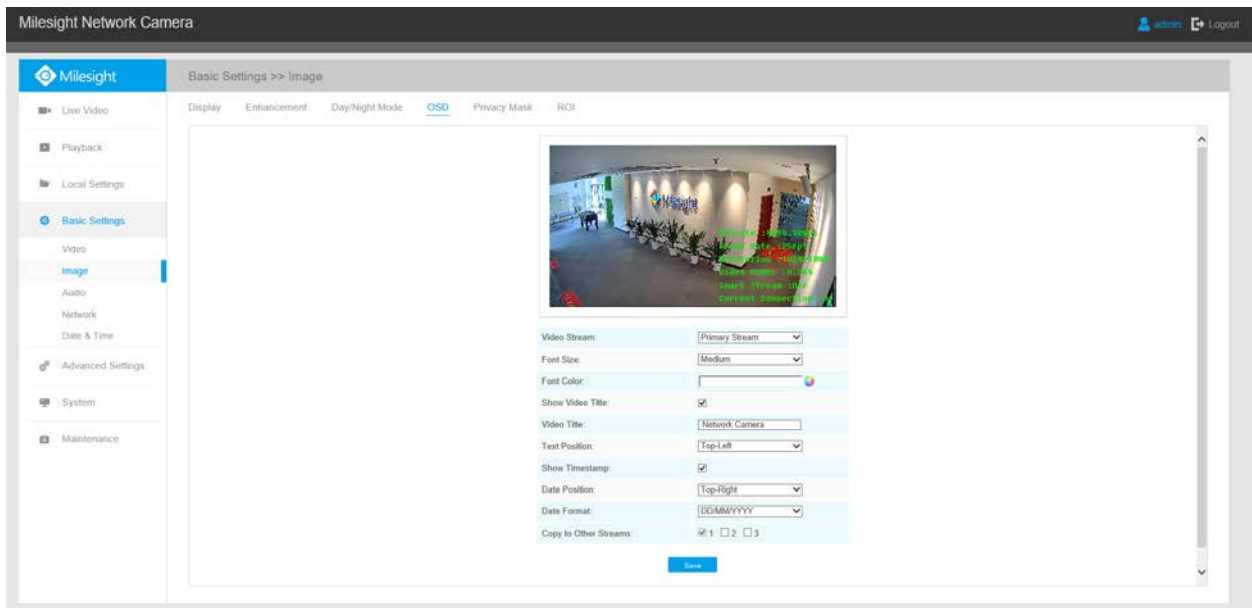 Milesight Network Camera
admin Logout
Milesight
Basic Settings >> Image
Live Video
Playback
Local Settings
Basic Settings
Video
Image
Audio
Network
Date & Time
Advanced Settings
System
Maintenance
Display Enhancement Day/Night Mode OSD Privacy Mask ROI
Milesight
Video Stream: Primary Stream
Font Size: Medium
Font Color:
Show Video Title:
Video Title: Network Camera
Text Position: Top-Left
Show Timestamp:
Date Position: Top-Right
Date Format: DD/MM/YYYY
Copy to Other Streams: 1 2 3
Save